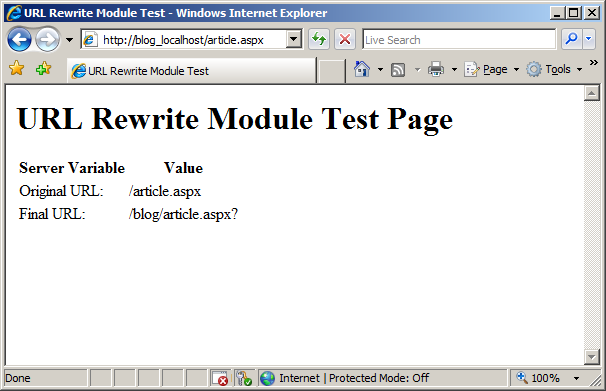 URL Rewrite Module Test - Windows Internet Explorer
http://blog_localhost/article.aspx
Live Search
URL Rewrite Module Test
Page
Tools
URL Rewrite Module Test Page
Server Variable Value
Original URL: /article.aspx
Final URL: /blog/article.aspx?
Done
Internet | Protected Mode: Off
100%